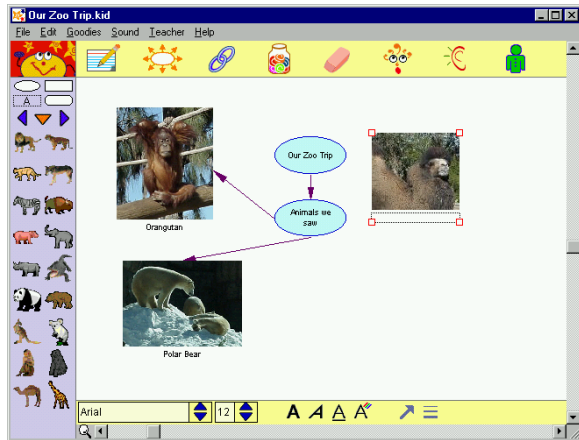 Our Zoo Trip.kid
File Edit Goodies Sound Teacher Help
A
Our Zoo Trip
Animals we
saw
Orangutan
Polar Bear
Arial 12 A A A A